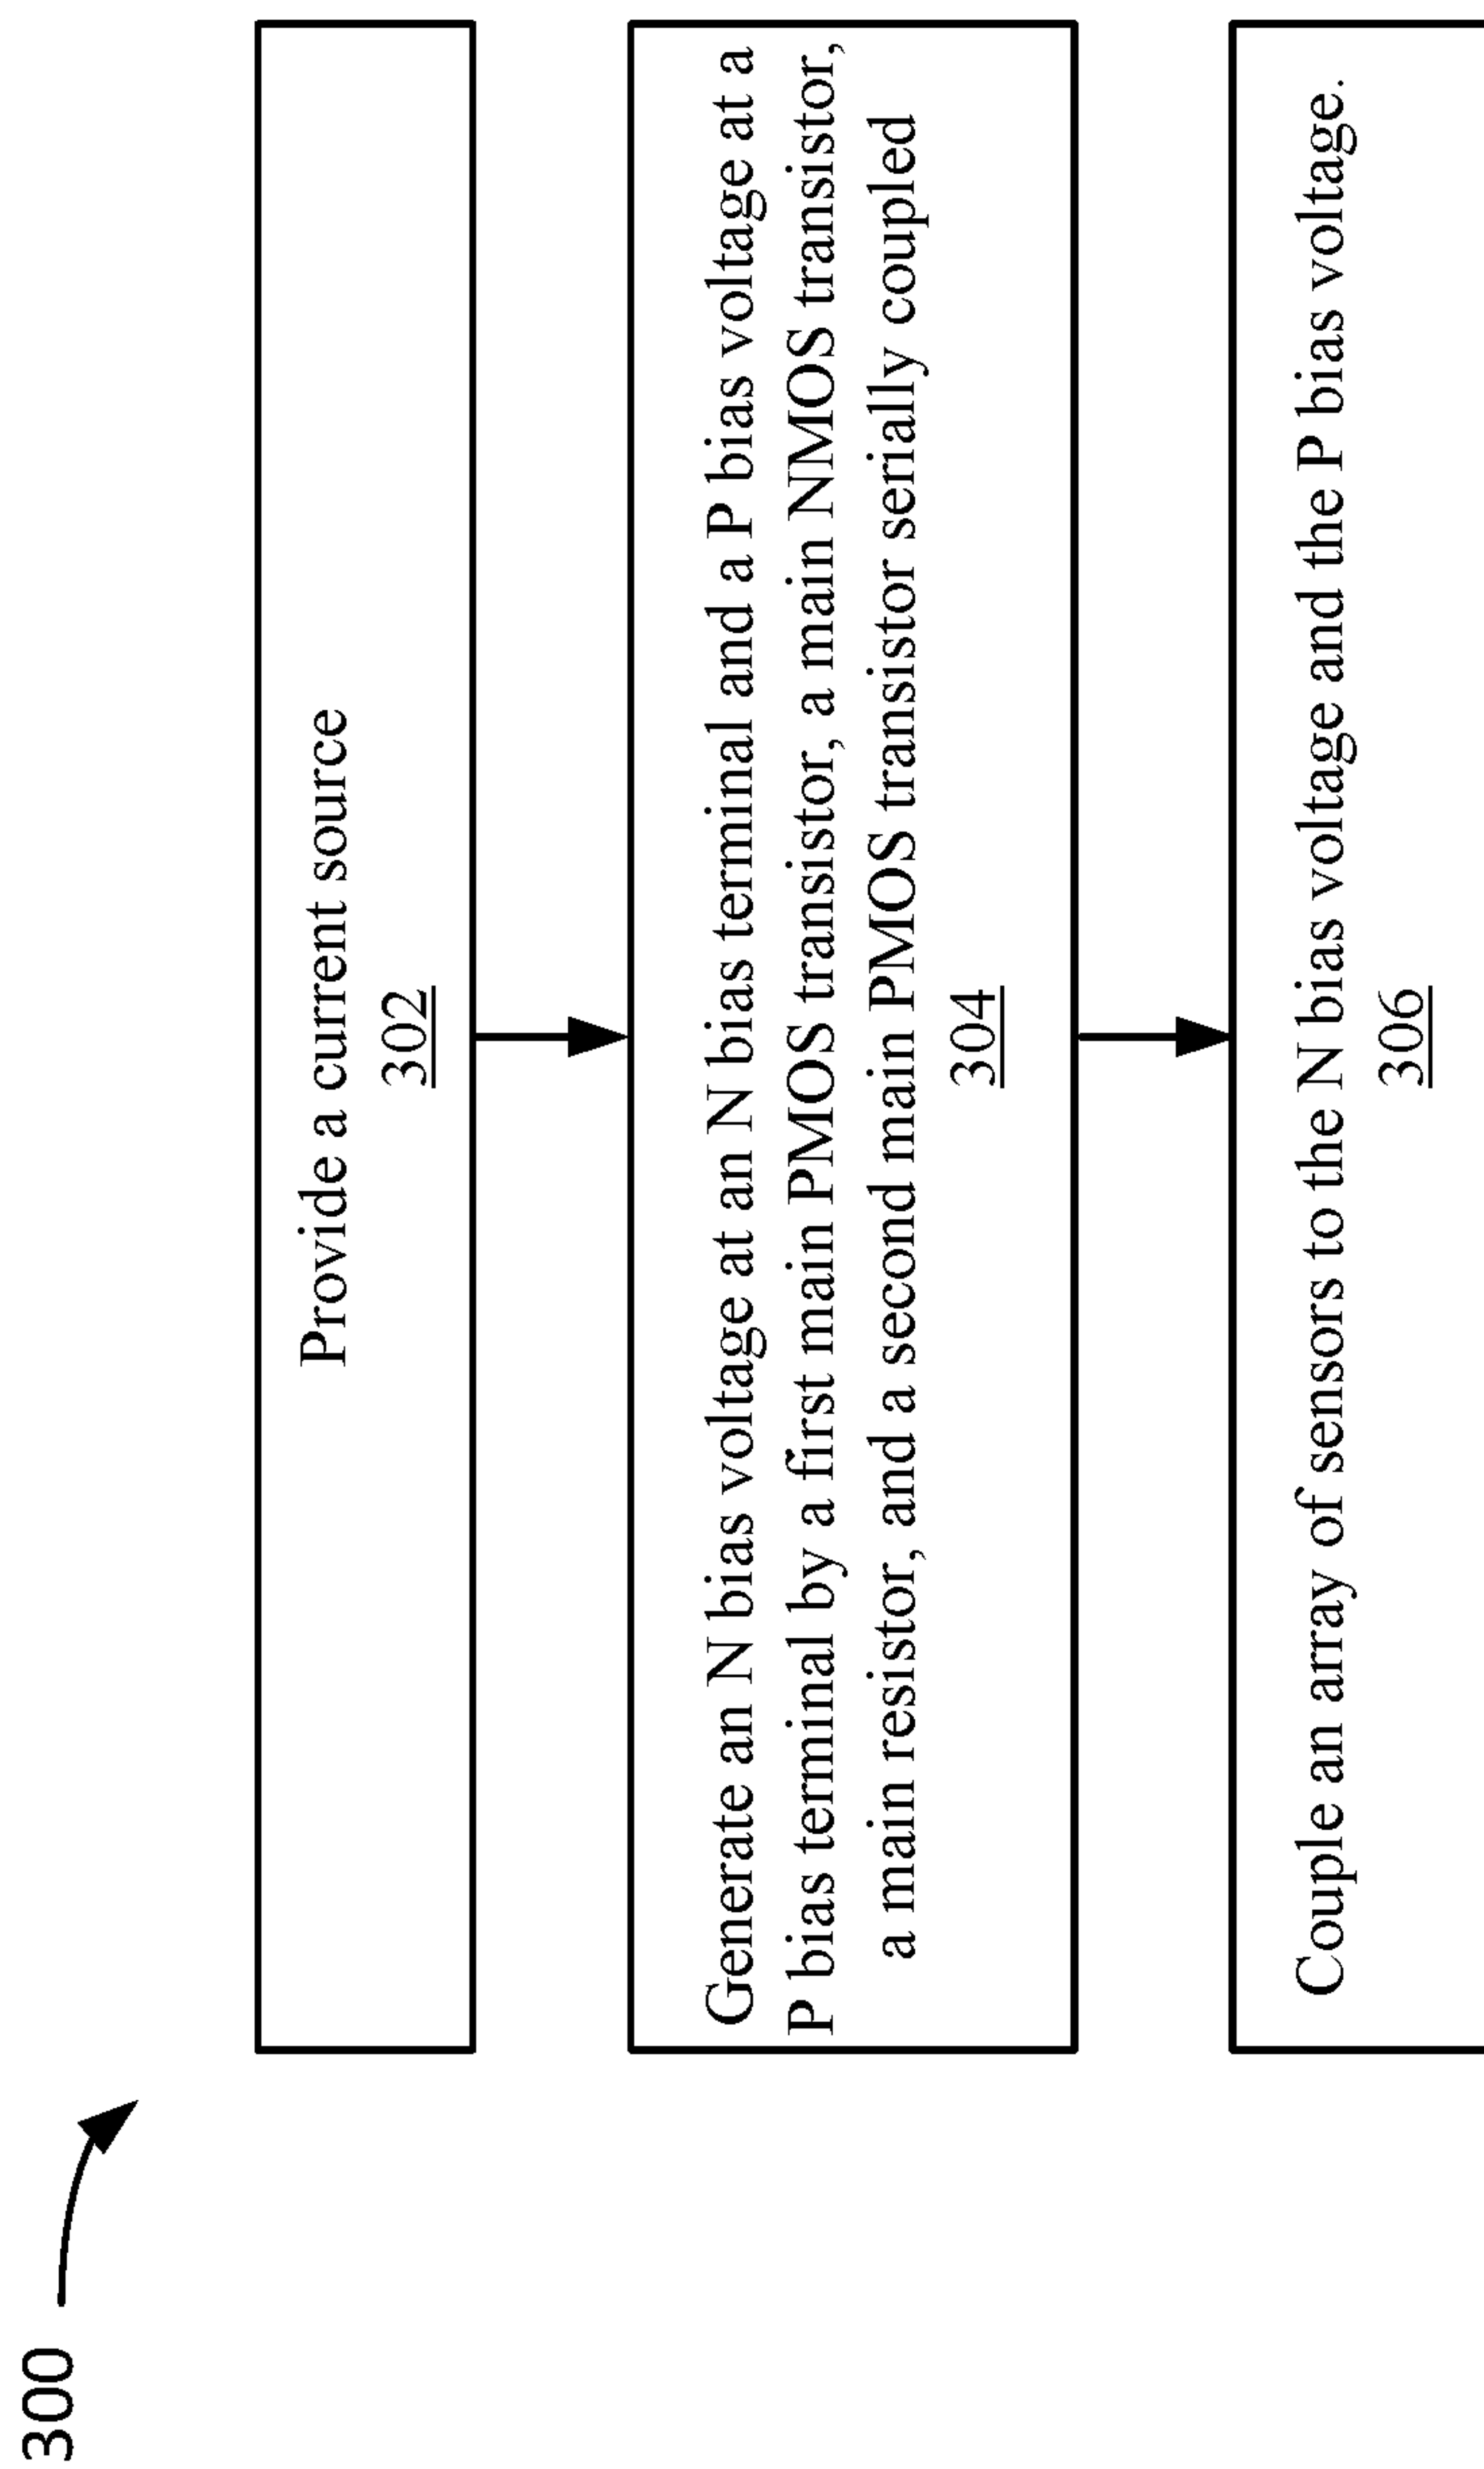 300
Provide a current source
302
Generate an N bias voltage at an N bias terminal and a P bias voltage at a
P bias terminal by a first main PMOS transistor, a main NMOS transistor,
a main resistor, and a second main PMOS transistor serially coupled
304
Couple an array of sensors to the N bias voltage and the P bias voltage.
306